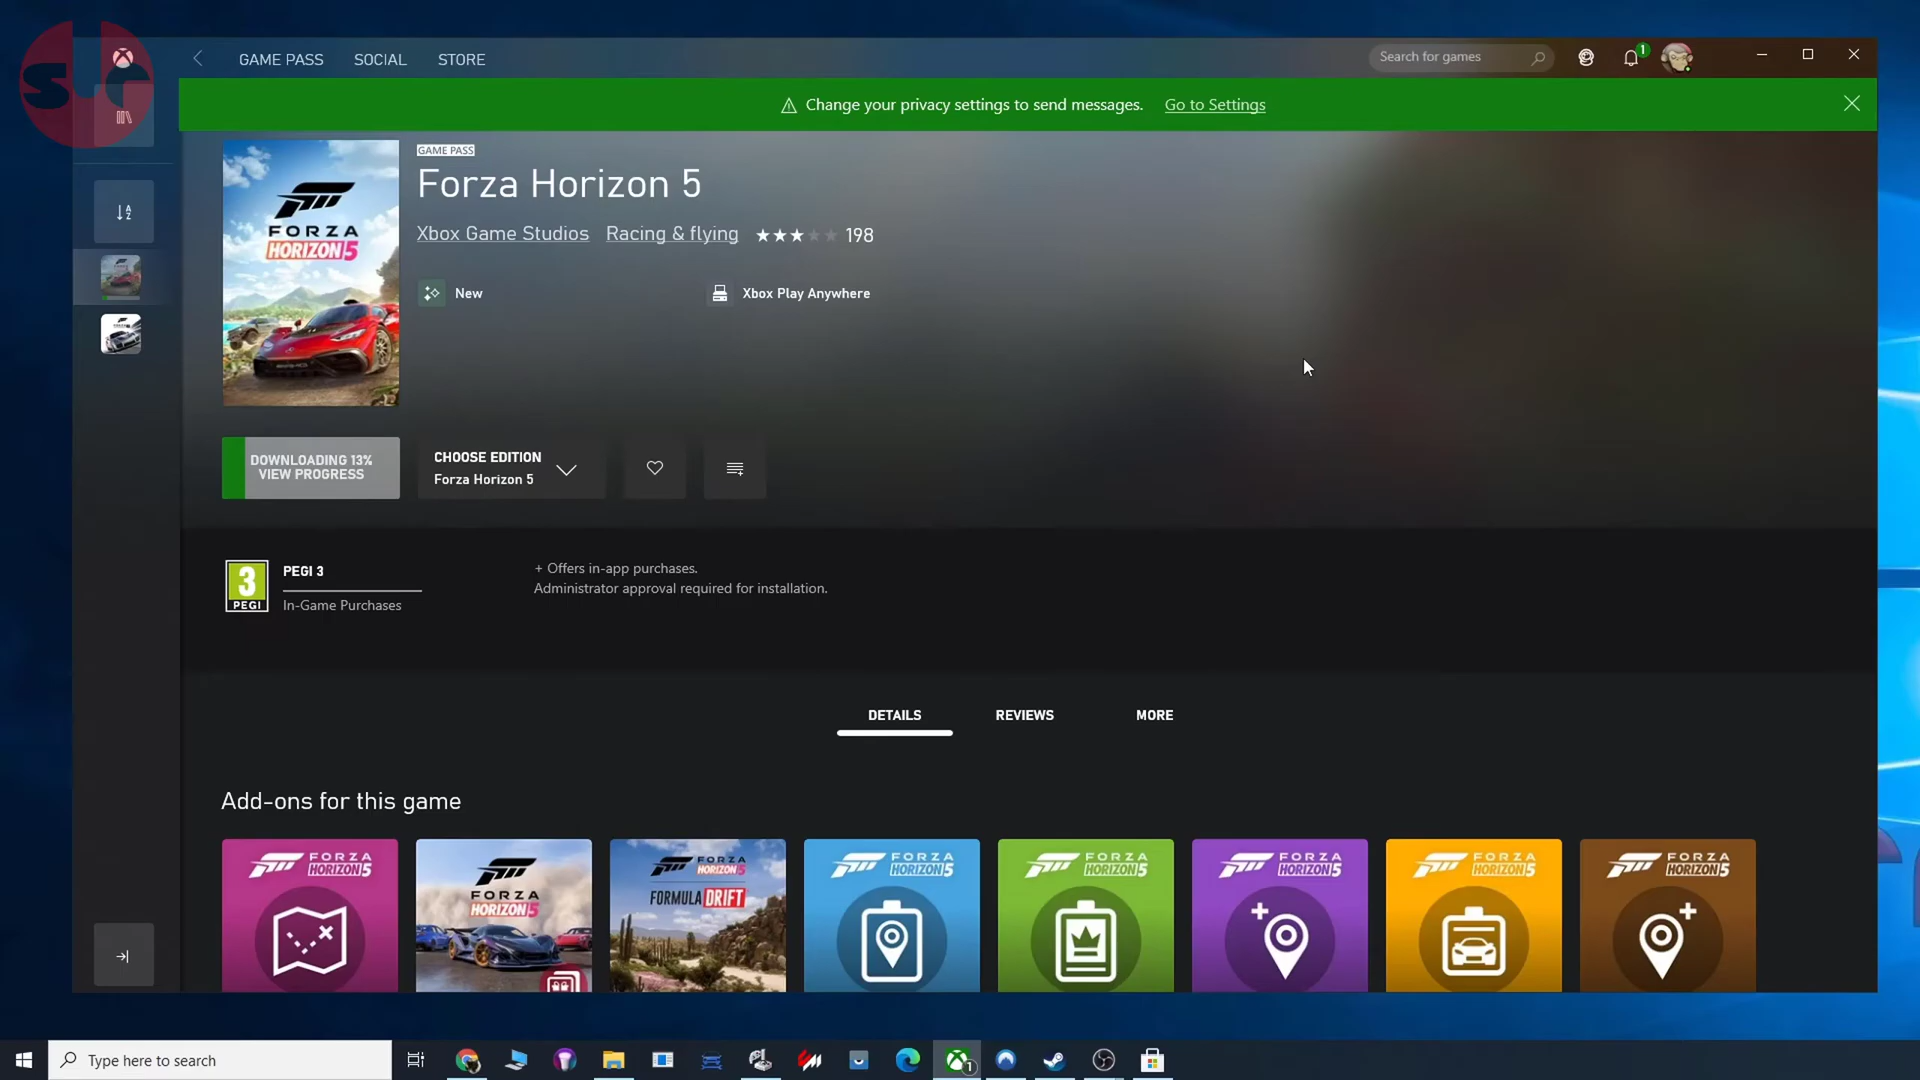 GAME PASS
SOCIAL
STORE
Search for games
1
Change your privacy settings to send messages. Go to Settings
GAME PASS
Forza Horizon 5
Xbox Game Studios Racing & flying 198
New
Xbox Play Anywhere
FORZA
HORIZON 5
DOWNLOADING 13%
VIEW PROGRESS
CHOOSE EDITION
Forza Horizon 5
3
PEGI
PEGI 3
In-Game Purchases
+ Offers in-app purchases.
Administrator approval required for installation.
DETAILS
REVIEWS
MORE
Add-ons for this game
FORZA
HORIZON 5
FORZA
HORIZON 5
FORZA
HORIZON 5
FORMULA DRIFT
FORZA
HORIZON 5
FORZA
HORIZON 5
FORZA
HORIZON 5
FORZA
HORIZON 5
FORZA
HORIZON 5
Type here to search
1